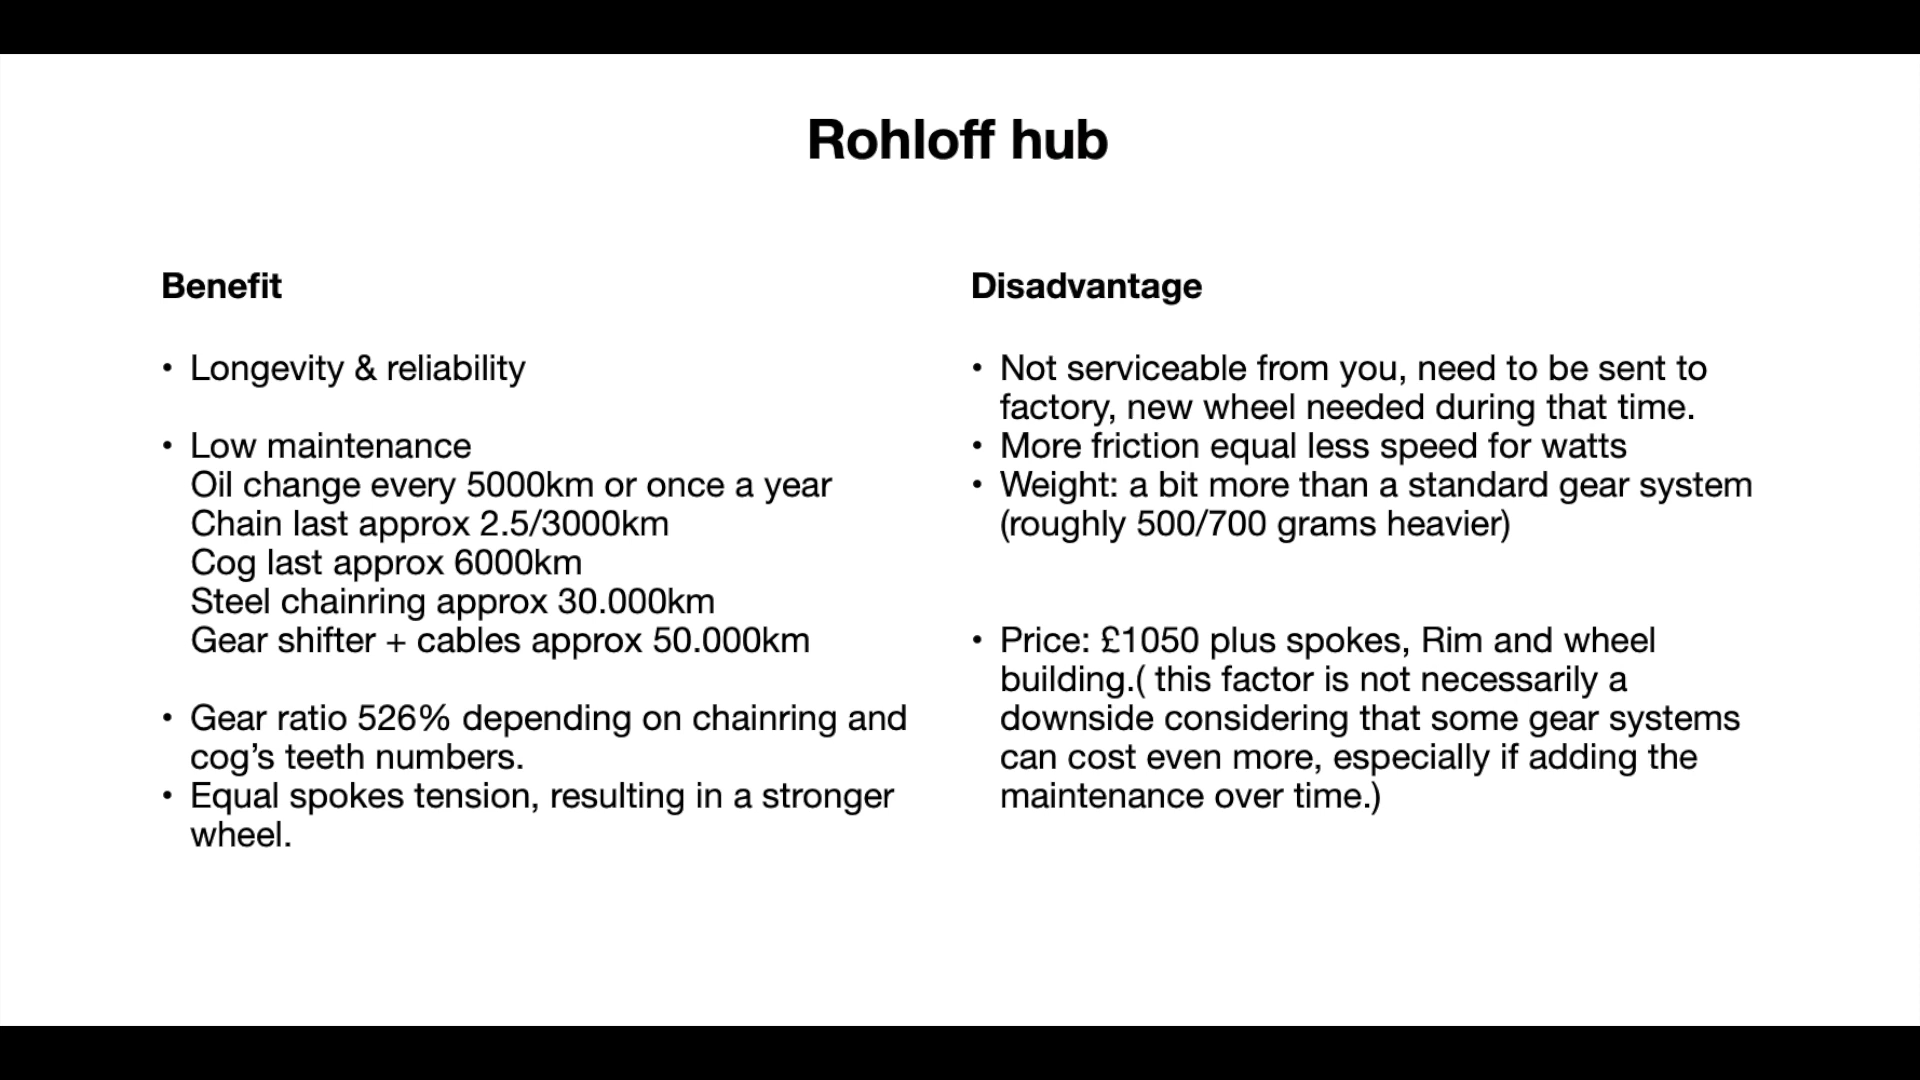 Rohloff hub
Benefit
• Longevity & reliability
• Low maintenance
Oil change every 5000km or once a year
Chain last approx 2.5/3000km
Cog last approx 6000km
Steel chainring approx 30.000km
Gear shifter + cables approx 50.000km
• Gear ratio 526% depending on chainring and
cog’s teeth numbers.
• Equal spokes tension, resulting in a stronger
wheel.
Disadvantage
• Not serviceable from you, need to be sent to
factory, new wheel needed during that time.
• More friction equal less speed for watts
• Weight: a bit more than a standard gear system
(roughly 500/700 grams heavier)
• Price: £1050 plus spokes, Rim and wheel
building.( this factor is not necessarily a
downside considering that some gear systems
can cost even more, especially if adding the
maintenance over time.)